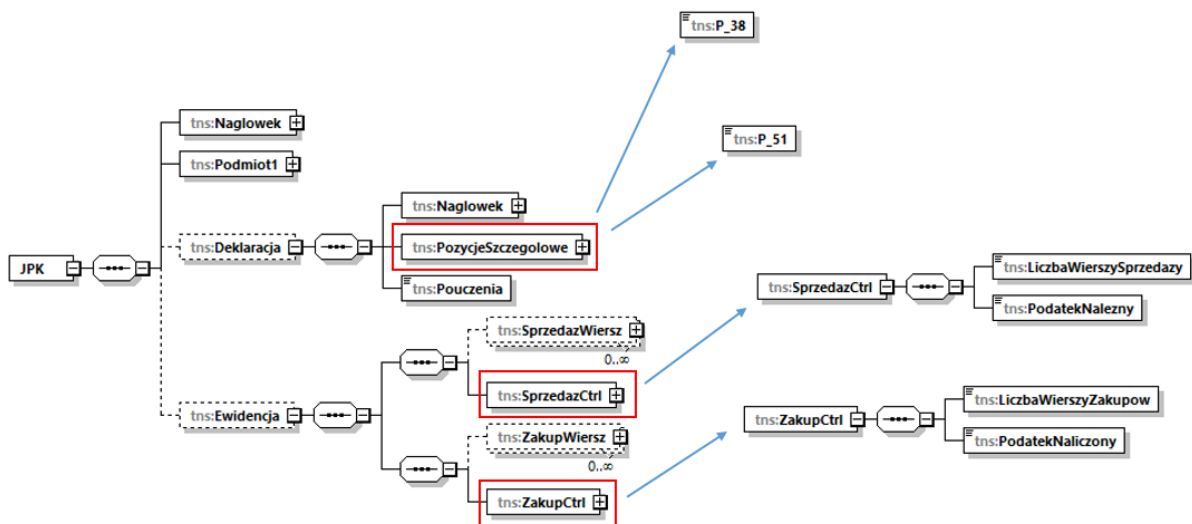 tns:P_38
tns:Naglowek
tns:P_51
tns:Podmiot1
tns:Naglowek
tns:Deklaracja
tns:PozycjeSzczegolowe
JPK
tns:LiczbaWierszySprzedazy
tns:Pouczenia
tns:SprzedazCtrl
tns:PodatekNalezny
tns:SprzedazWiersz
0..∞
tns:SprzedazCtrl
tns:LiczbaWierszyZakupow
tns:Ewidencja
tns:ZakupCtrl
tns:ZakupWiersz
tns:PodatekNaliczony
0..∞
tns:ZakupCtrl